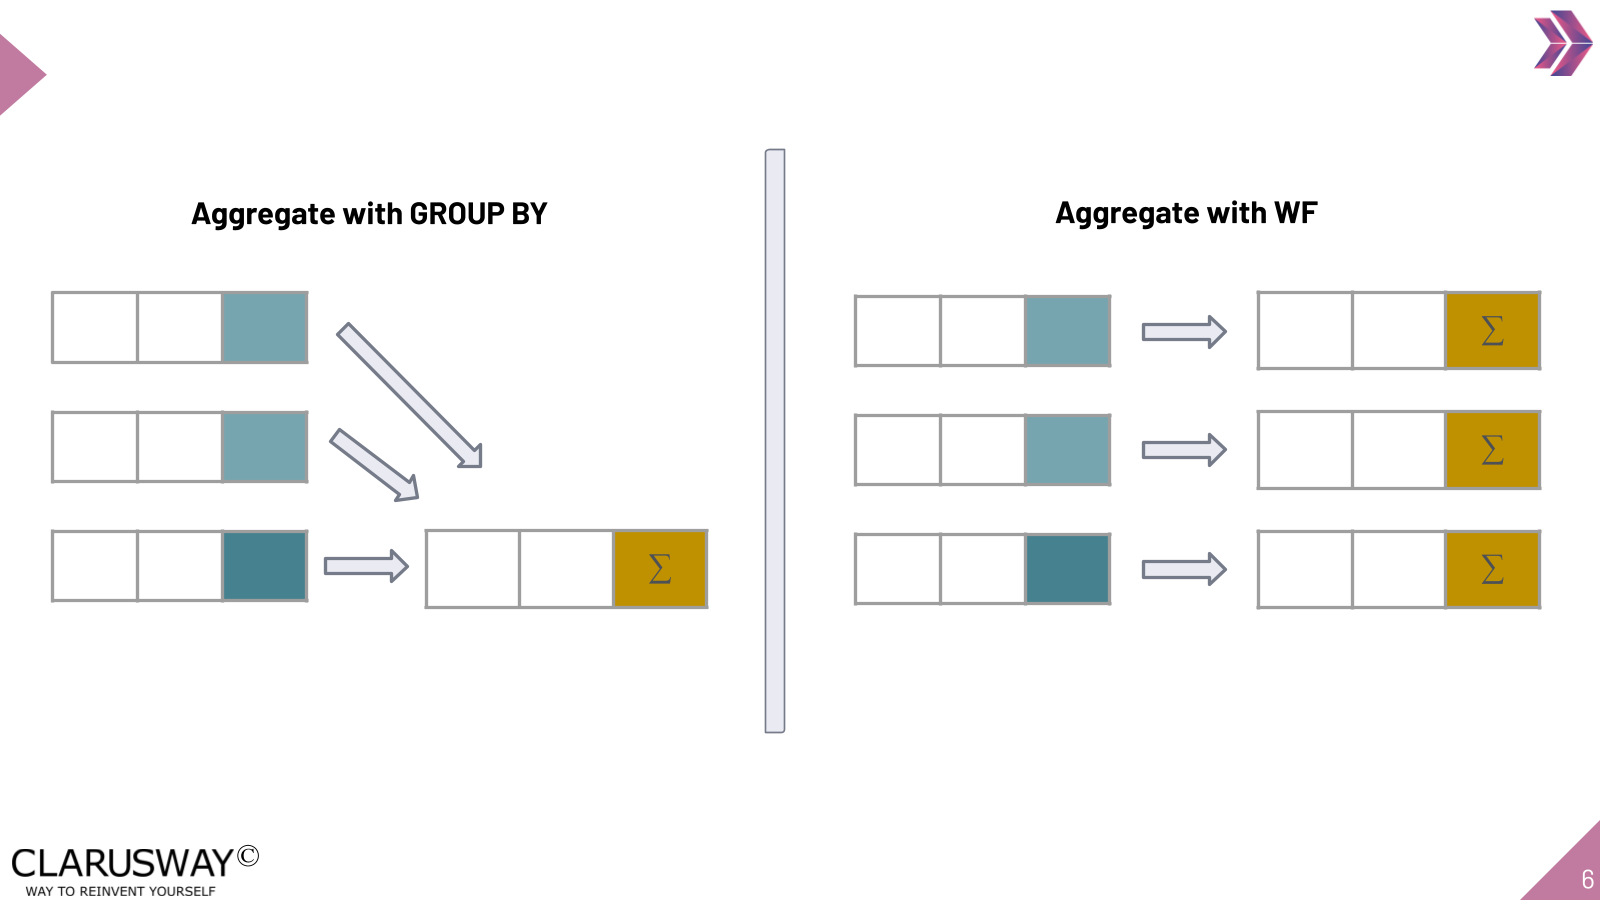 Aggregate with GROUP BY
Aggregate with WF
∑
∑
∑
∑
CLARUSWAY©
WAY TO REINVENT YOURSELF
6